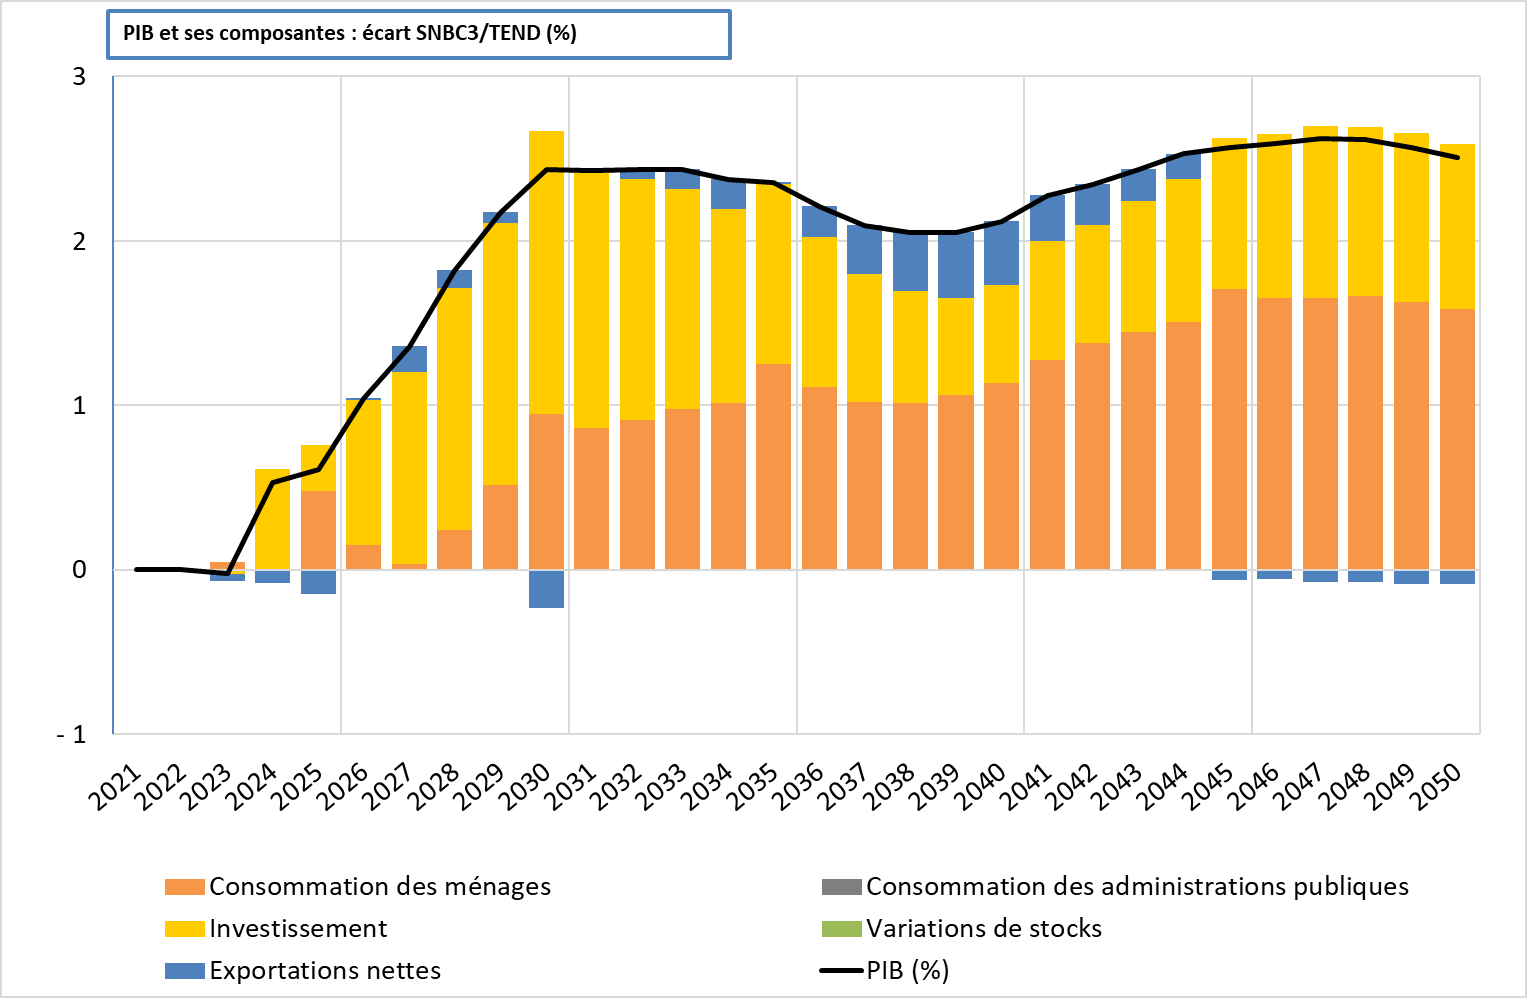 PIB et ses composantes : écart SNBC3/TEND (%)
3
2
1
0
- 1
2021 2022 2023 2024 2025 2026 2027 2028 2029 2030 2031 2032 2033 2034 2035 2036 2037 2038 2039 2040 2041 2042 2043 2044 2045 2046 2047 2048 2049 2050
Consommation des ménages Consommation des administrations publiques
Investissement Variations de stocks
Exportations nettes PIB (%)